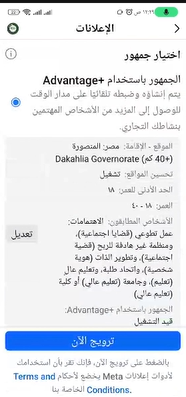 ١٢:٢٩ ص
الإعلانات
اختيار جمهور
الجمهور باستخدام Advantage+
يتم إنشاؤه وضبطه تلقائيًا على مدار الوقت
للوصول إلى المزيد من الأشخاص المهتمين
بنشاطك التجاري.
الموقع - الإقامة: مصر: المنصورة
(+40 كم) Dakahlia Governorate
تحسين المواقع: تشغيل
الحد الأدنى للعمر: ١٨
العمر: ١٨ - ٤٠
الأشخاص المطابقون: الاهتمامات:
عمل تطوعي (قضايا اجتماعية)،
ومنظمة غير هادفة للربح (قضية
اجتماعية)، وتطوير الذات (هوية
شخصية)، واتحاد طلبة، وتعليم عال
(تعليم)، وجامعة (تعليم عالي) أو كلية
(تعليم عالي)
الجمهور باستخدام Advantage+:
قيد التشغيل
تعديل
ترويج الآن
بالضغط على ترويج الآن، فإنك تقر بأن استخدامك
لأدوات إعلانات Meta يخضع لأحكام Terms and
Conditions. الخاصة بنا